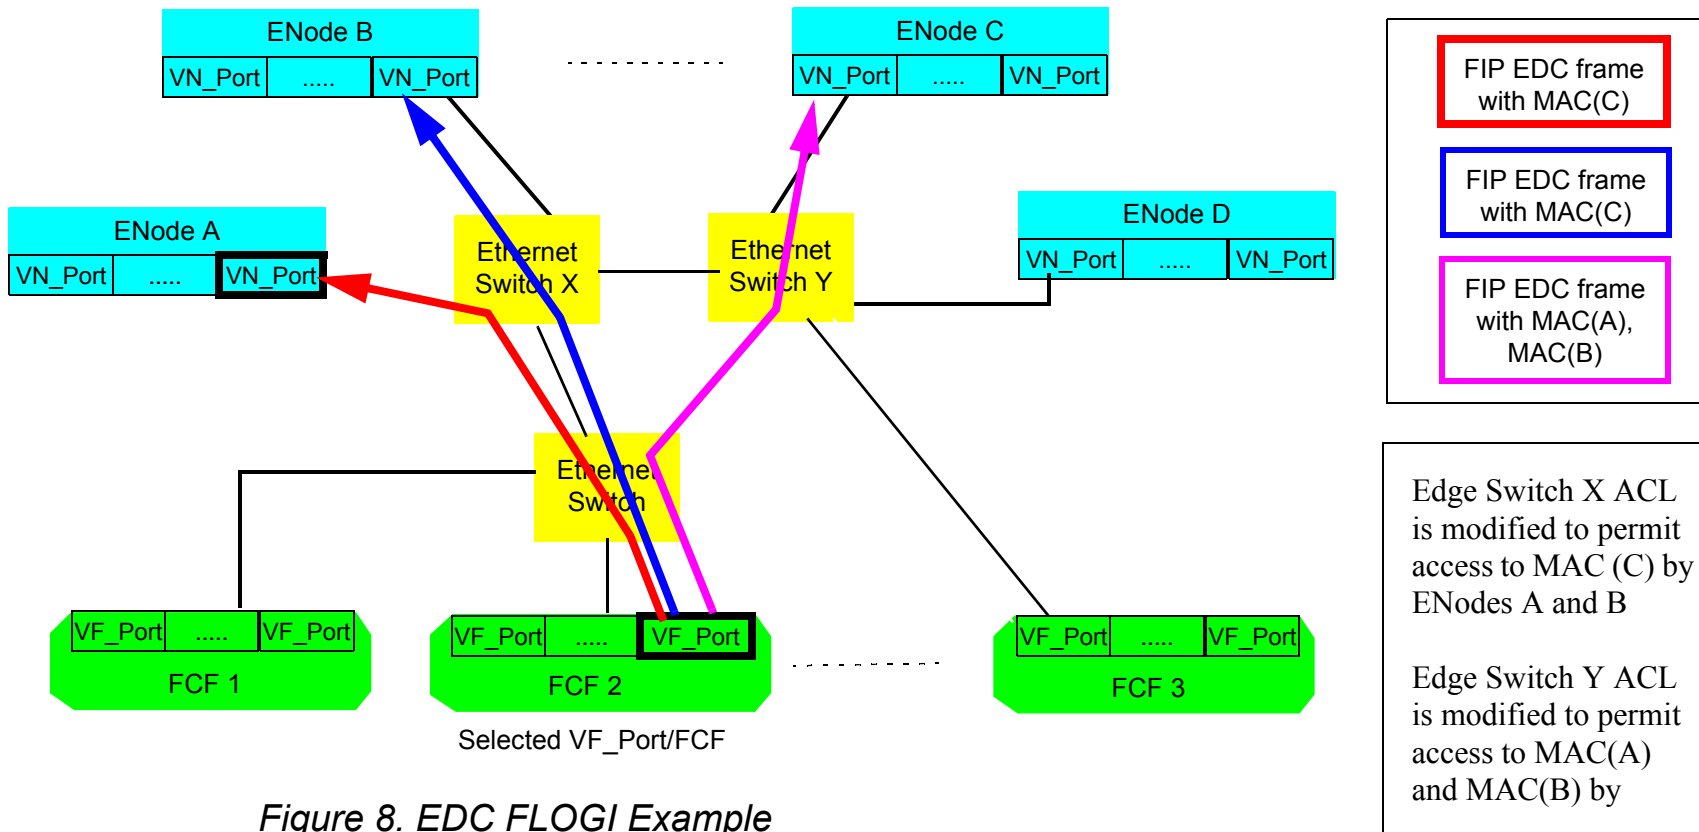 ENode B
VN_Port ..... VN_Port
ENode C
VN_Port ..... VN_Port
ENode A
VN_Port ..... VN_Port
Ethernet
Switch X
Ethernet
Switch Y
ENode D
VN_Port ..... VN_Port
Ethernet
Switch
VF_Port ..... VF_Port
FCF 1
VF_Port ..... VF_Port
FCF 2
VF_Port ..... VF_Port
FCF 3
Selected VF_Port/FCF
Figure 8. EDC FLOGI Example
FIP EDC frame
with MAC(C)
FIP EDC frame
with MAC(C)
FIP EDC frame
with MAC(A),
MAC(B)
Edge Switch X ACL
is modified to permit
access to MAC (C) by
ENodes A and B
Edge Switch Y ACL
is modified to permit
access to MAC(A)
and MAC(B) by